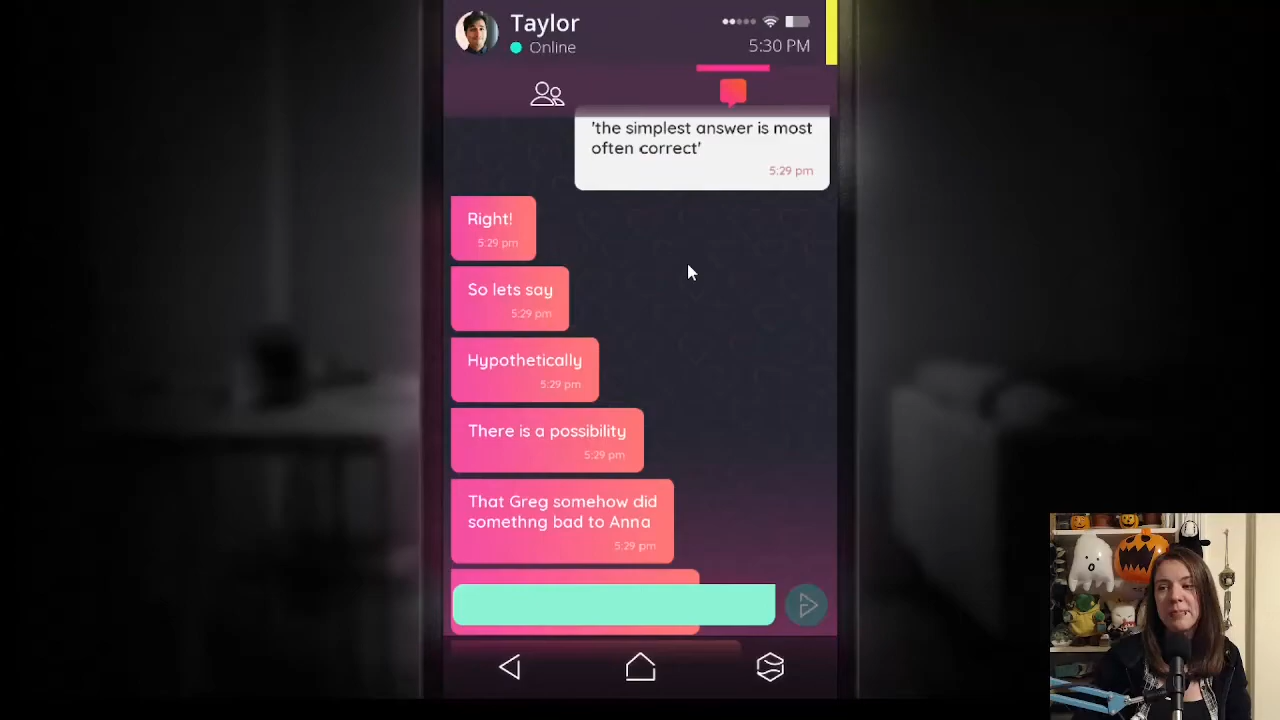 Taylor
Online
5:30 PM
'the simplest answer is most
often correct'
5:29 pm
Right!
5:29 pm
So lets say
5:29 pm
Hypothetically
5:29 pm
There is a possibility
5:29 pm
That Greg somehow did
somethng bad to Anna
5:29 pm